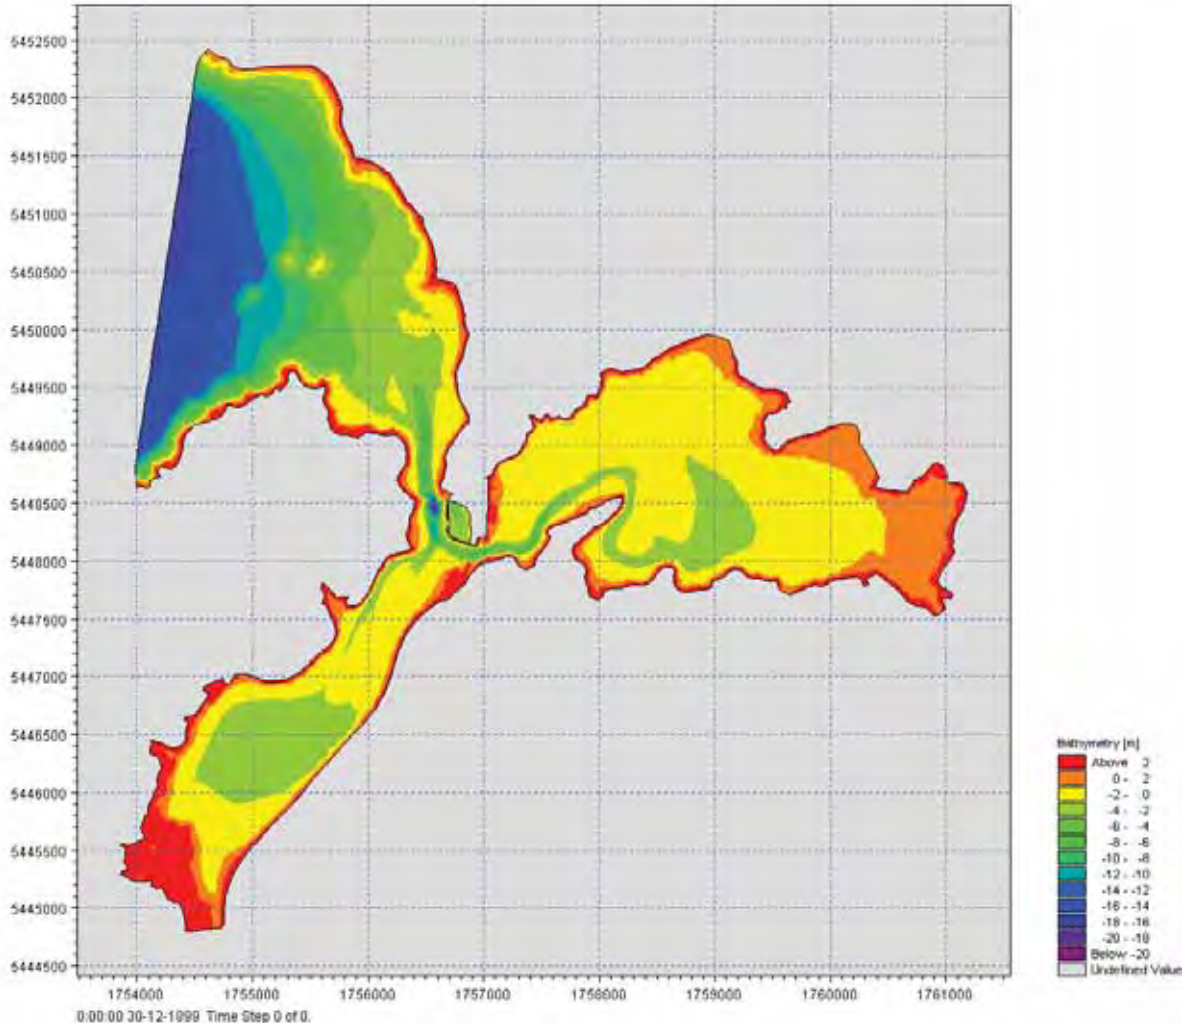 5452500
5452000
5451500
5451000
5450500
5450000
5449500
5449000
5448500
5448000
5447500
5447000
5446500
5446000
5445500
5445000
5444500
1754000 1755000 1756000 1757000 1758000 1759000 1760000 1761000
0:00:00 30-12-1999 Time Step 0 of 0.
Bathymetry [m]
Above 2
0 - 2
-2 - 0
-4 - -2
-6 - -4
-8 - -6
-10 - -8
-12 - -10
-14 - -12
-16 - -14
-18 - -16
-20 - -18
Below -20
Undefined Value